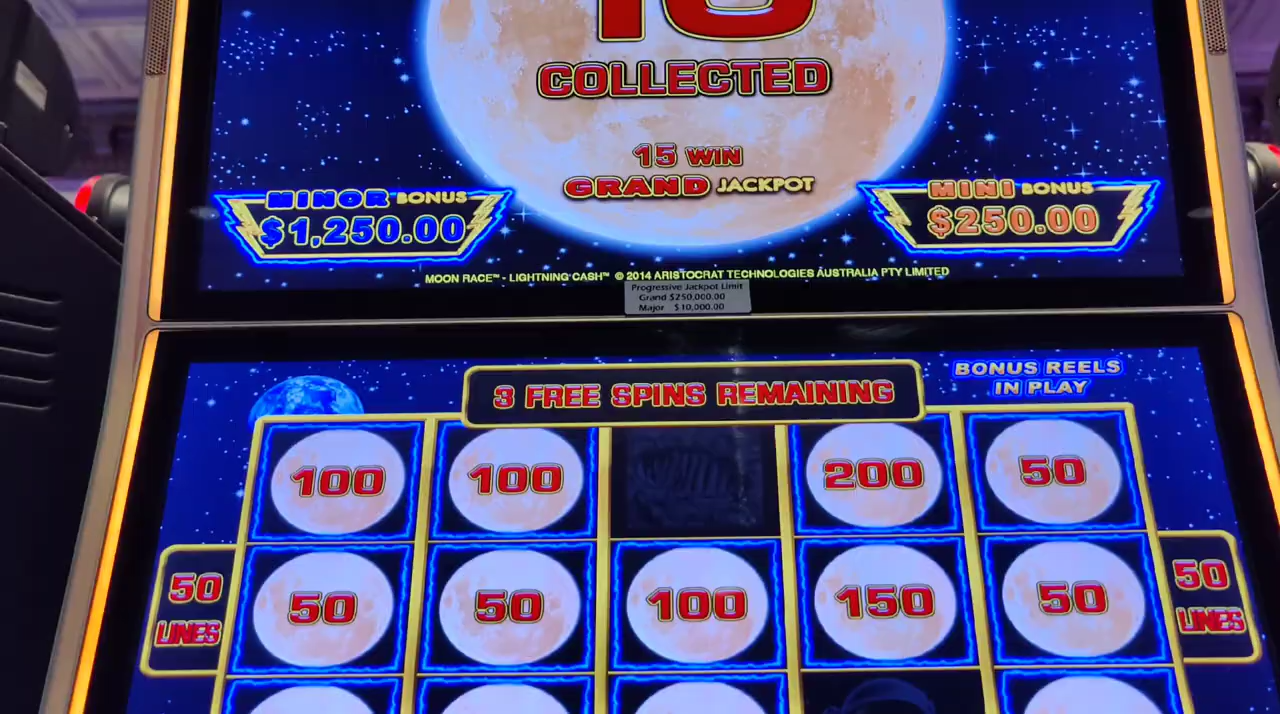 COLLECTED
15 WIN
GRAND JACKPOT
MINOR BONUS
$1,250.00
MINI BONUS
$250.00
MOON RACE™ - LIGHTNING CASH™ © 2014 ARISTOCRAT TECHNOLOGIES AUSTRALIA PTY LIMITED
Progressive Jackpot Limit
Grand $250,000.00
Major $10,000.00
3 FREE SPINS REMAINING
BONUS REELS
IN PLAY
100 100 200 50
50 50 100 150 50
50
LINES
50
LINES